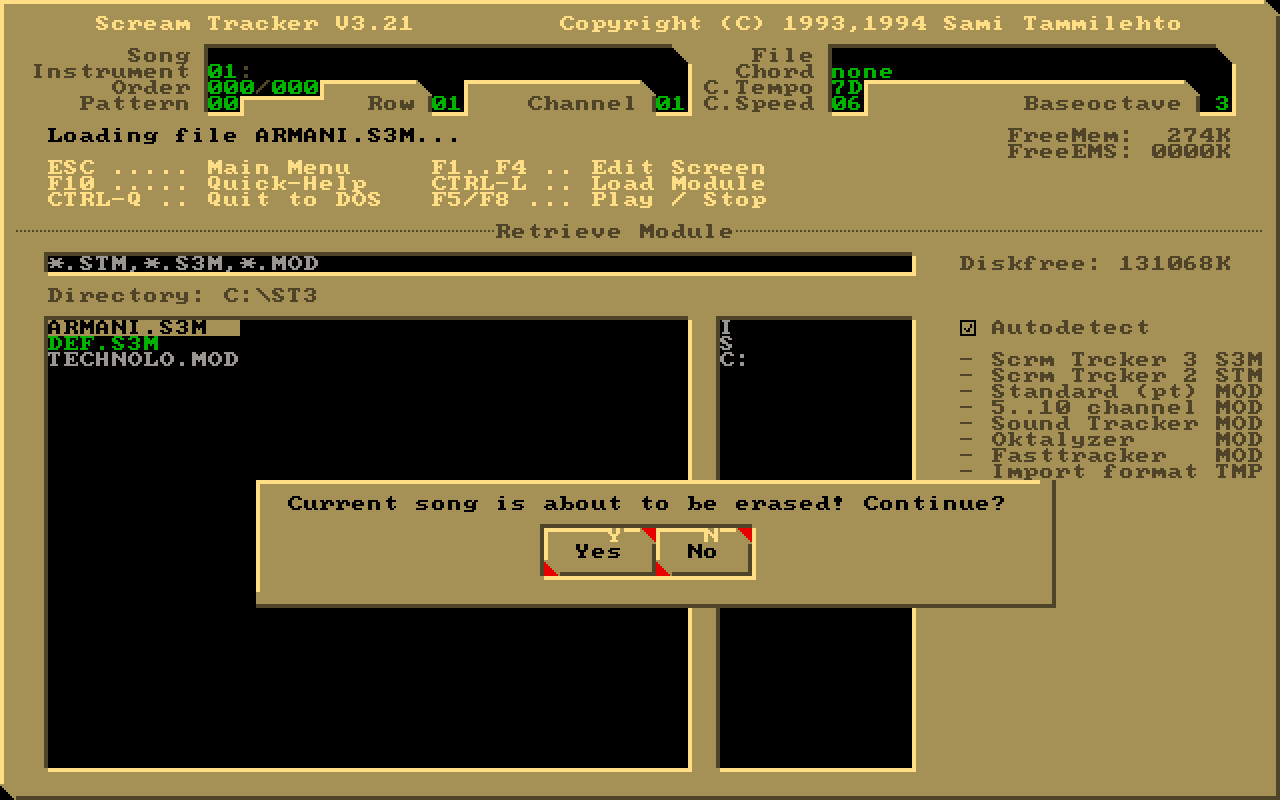 Scream Tracker V3.21 Copyright (C) 1993,1994 Sami Tammilehto
Song File
Instrument 01: Chord none
Order 000/000 C.Tempo 7D
Pattern 00 Row 01 Channel 01 C.Speed 06 Baseoctave 3
Loading file ARMANI.S3M... FreeMem: 274K
FreeEMS: 0000K
ESC ..... Main Menu F1..F4 .. Edit Screen
F10 ..... Quick-Help CTRL-L .. Load Module
CTRL-Q .. Quit to DOS F5/F8 ... Play / Stop
Retrieve Module
*.STM,*.S3M,*.MOD Diskfree: 131068K
Directory: C:\ST3
ARMANI.S3M I Autodetect
DEF.S3M S
TECHNOLO.MOD C: - Scrm Trcker 3 S3M
- Scrm Trcker 2 STM
- Standard (pt) MOD
- 5..10 channel MOD
- Sound Tracker MOD
- Oktalyzer MOD
- Fasttracker MOD
- Import format TMP
Current song is about to be erased! Continue?
Y N
Yes No